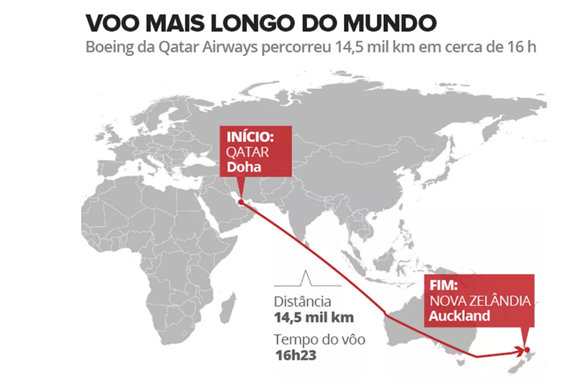 VOO MAIS LONGO DO MUNDO
Boeing da Qatar Airways percorreu 14,5 mil km em cerca de 16 h
INÍCIO:
QATAR
Doha
Distância
14,5 mil km
Tempo do vôo
16h23
FIM:
NOVA ZELÂNDIA
Auckland